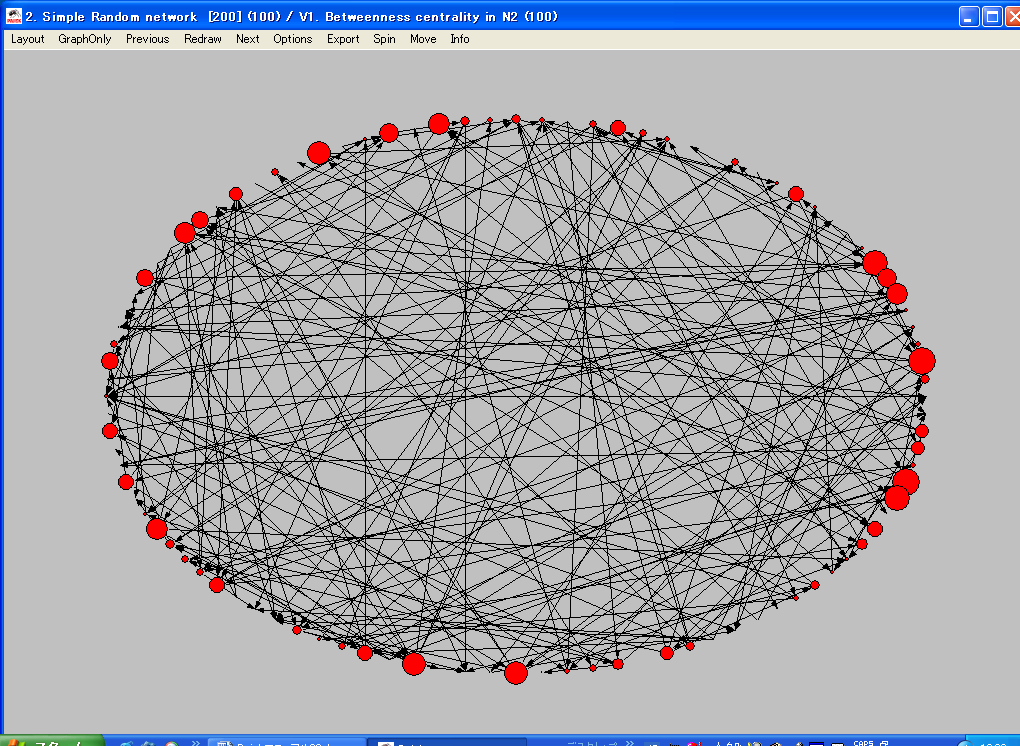 2. Simple Random network [200] (100) / V1. Betweenness centrality in N2 (100)
Layout GraphOnly Previous Redraw Next Options Export Spin Move Info
CAPS